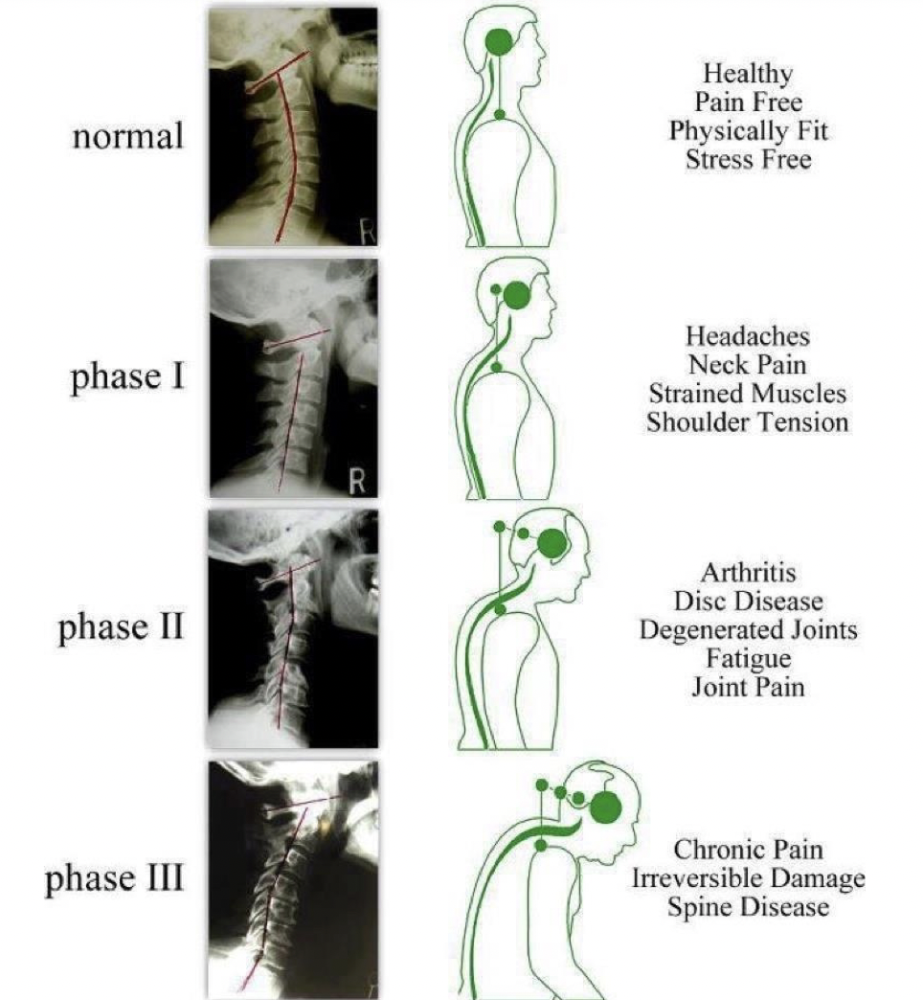 normal
R
Healthy
Pain Free
Physically Fit
Stress Free
phase I
R
Headaches
Neck Pain
Strained Muscles
Shoulder Tension
phase II
Arthritis
Disc Disease
Degenerated Joints
Fatigue
Joint Pain
phase III
Chronic Pain
Irreversible Damage
Spine Disease